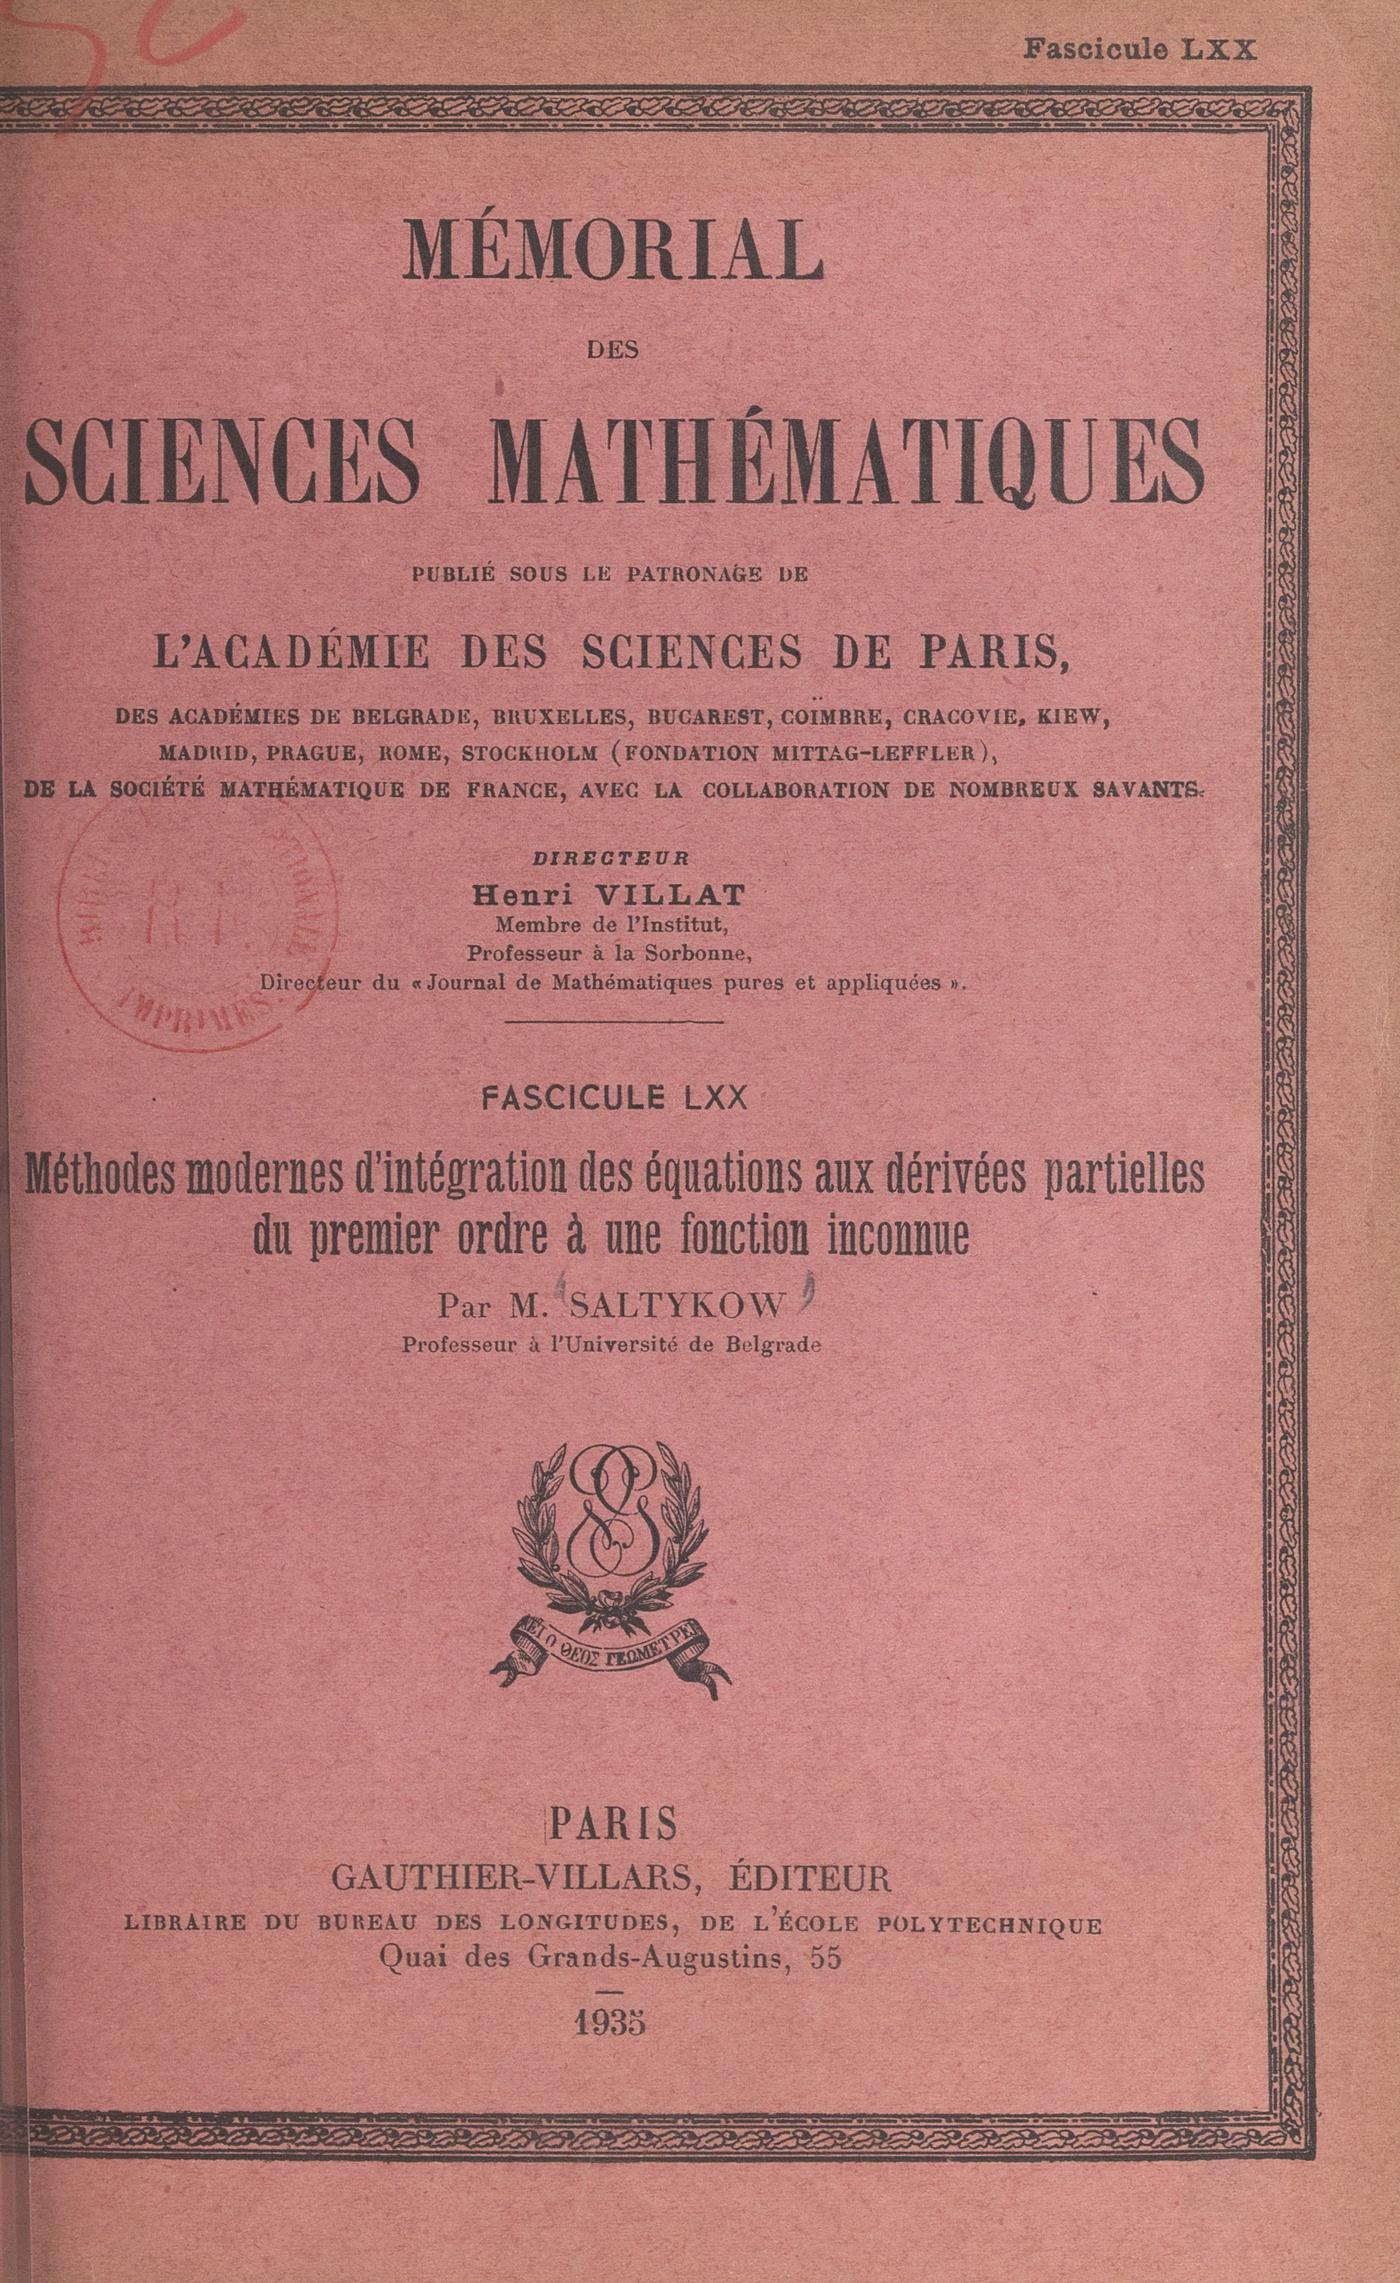 Fascicule LXX
MÉMORIAL
DES
SCIENCES MATHÉMATIQUES
PUBLIÉ SOUS LE PATRONAGE DE
L'ACADÉMIE DES SCIENCES DE PARIS,
DES ACADÉMIES DE BELGRADE, BRUXELLES, BUCAREST, COÏMBRE, CRACOVIE, KIEW,
MADRID, PRAGUE, ROME, STOCKHOLM (FONDATION MITTAG-LEFFLER),
DE LA SOCIÉTÉ MATHÉMATIQUE DE FRANCE, AVEC LA COLLABORATION DE NOMBREUX SAVANTS.
DIRECTEUR
Henri VILLAT
Membre de l'Institut,
Professeur à la Sorbonne,
Directeur du « Journal de Mathématiques pures et appliquées ».
IMPRIMÉS
FASCICULE LXX
Méthodes modernes d'intégration des équations aux dérivées partielles
du premier ordre à une fonction inconnue
Par M. SALTYKOW
Professeur à l'Université de Belgrade
ΑΕΙ Ο ΘΕΟΣ ΓΕΩΜΕΤΡΕΙ
PARIS
GAUTHIER-VILLARS, ÉDITEUR
LIBRAIRE DU BUREAU DES LONGITUDES, DE L'ÉCOLE POLYTECHNIQUE
Quai des Grands-Augustins, 55
1935